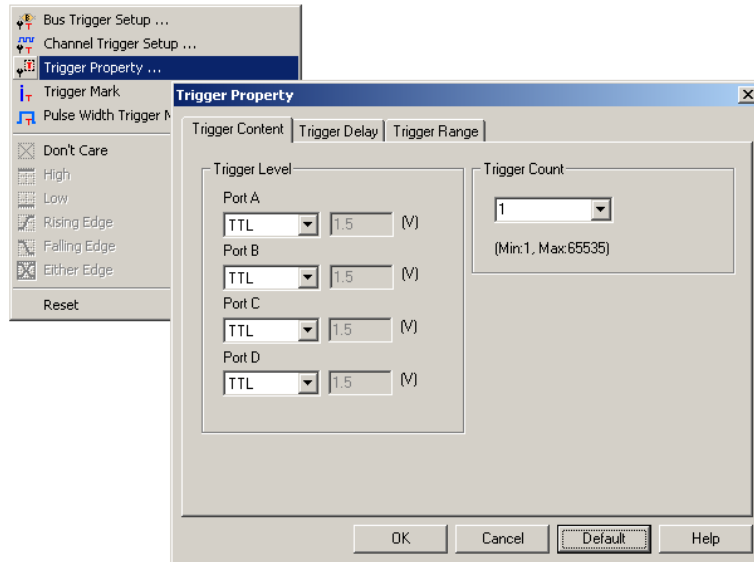 Bus Trigger Setup ...
Channel Trigger Setup ...
Trigger Property ...
Trigger Mark
Pulse Width Trigger
Don't Care
High
Low
Rising Edge
Falling Edge
Either Edge
Reset
Trigger Property
Trigger Content Trigger Delay Trigger Range
Trigger Level
Port A
TTL 1.5 (V)
Port B
TTL 1.5 (V)
Port C
TTL 1.5 (V)
Port D
TTL 1.5 (V)
Trigger Count
1
(Min:1, Max:65535)
OK Cancel Default Help